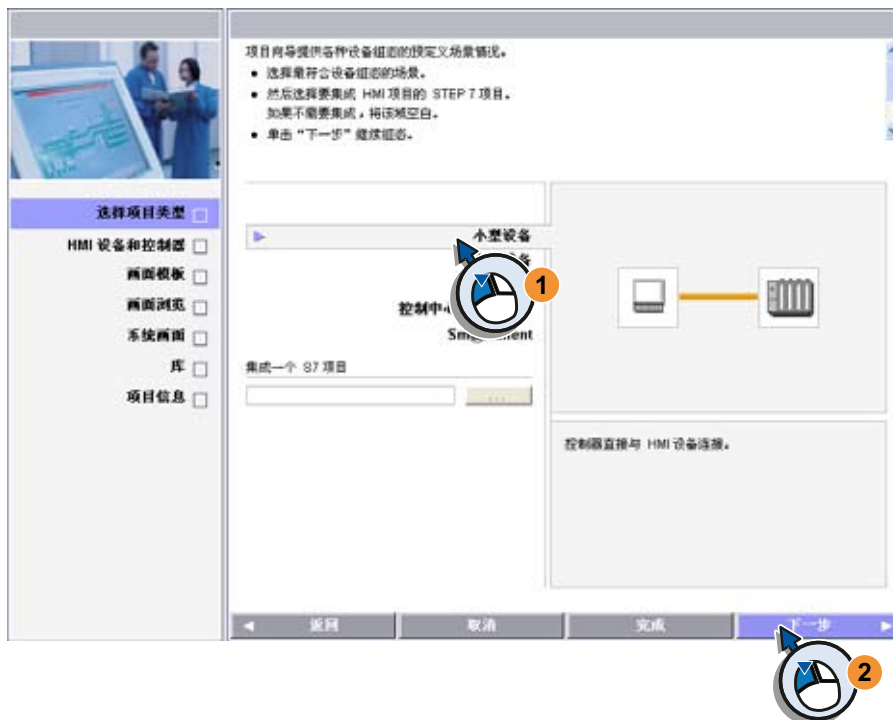 项目向导提供各种设备组态的预定义场景情况。
• 选择最符合设备组态的场景。
• 然后选择要集成 HMI 项目的 STEP 7 项目。
如果不需要集成，将该域空白。
• 单击“下一步”继续组态。
选择项目类型
HMI 设备和控制器
画面模板
画面浏览
系统画面
库
项目信息
小型设备
备
1
控制中心
Sm
ent
集成一个 S7 项目
...
控制器直接与 HMI 设备连接。
返回
取消
完成
下一步
2